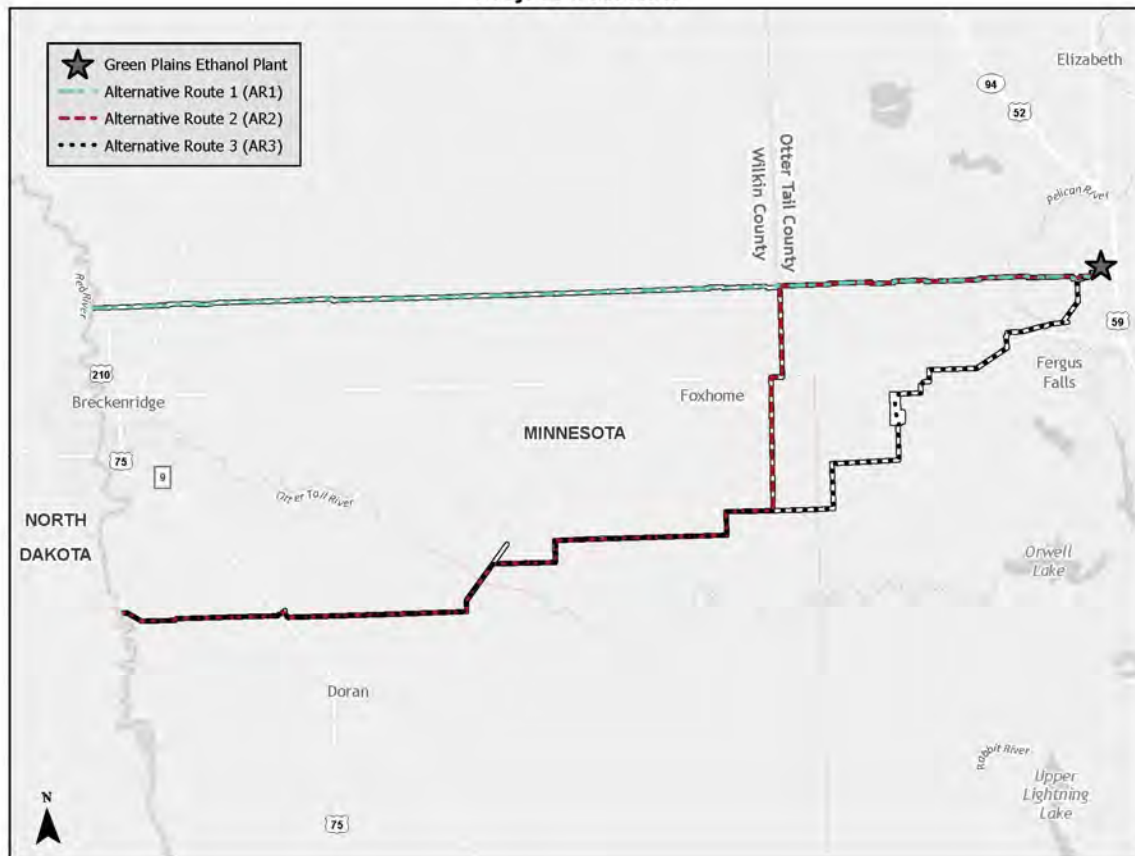 Green Plains Ethanol Plant
Alternative Route 1 (AR1)
Alternative Route 2 (AR2)
Alternative Route 3 (AR3)
Elizabeth
94
52
Otter Tail County
Wilkin County
Pelican River
Red River
59
210
Fergus
Falls
Breckenridge
Foxhome
MINNESOTA
75
9
Otter Tail River
NORTH
DAKOTA
Orwell
Lake
Doran
Rabbit River
Upper
Lightning
Lake
N
75